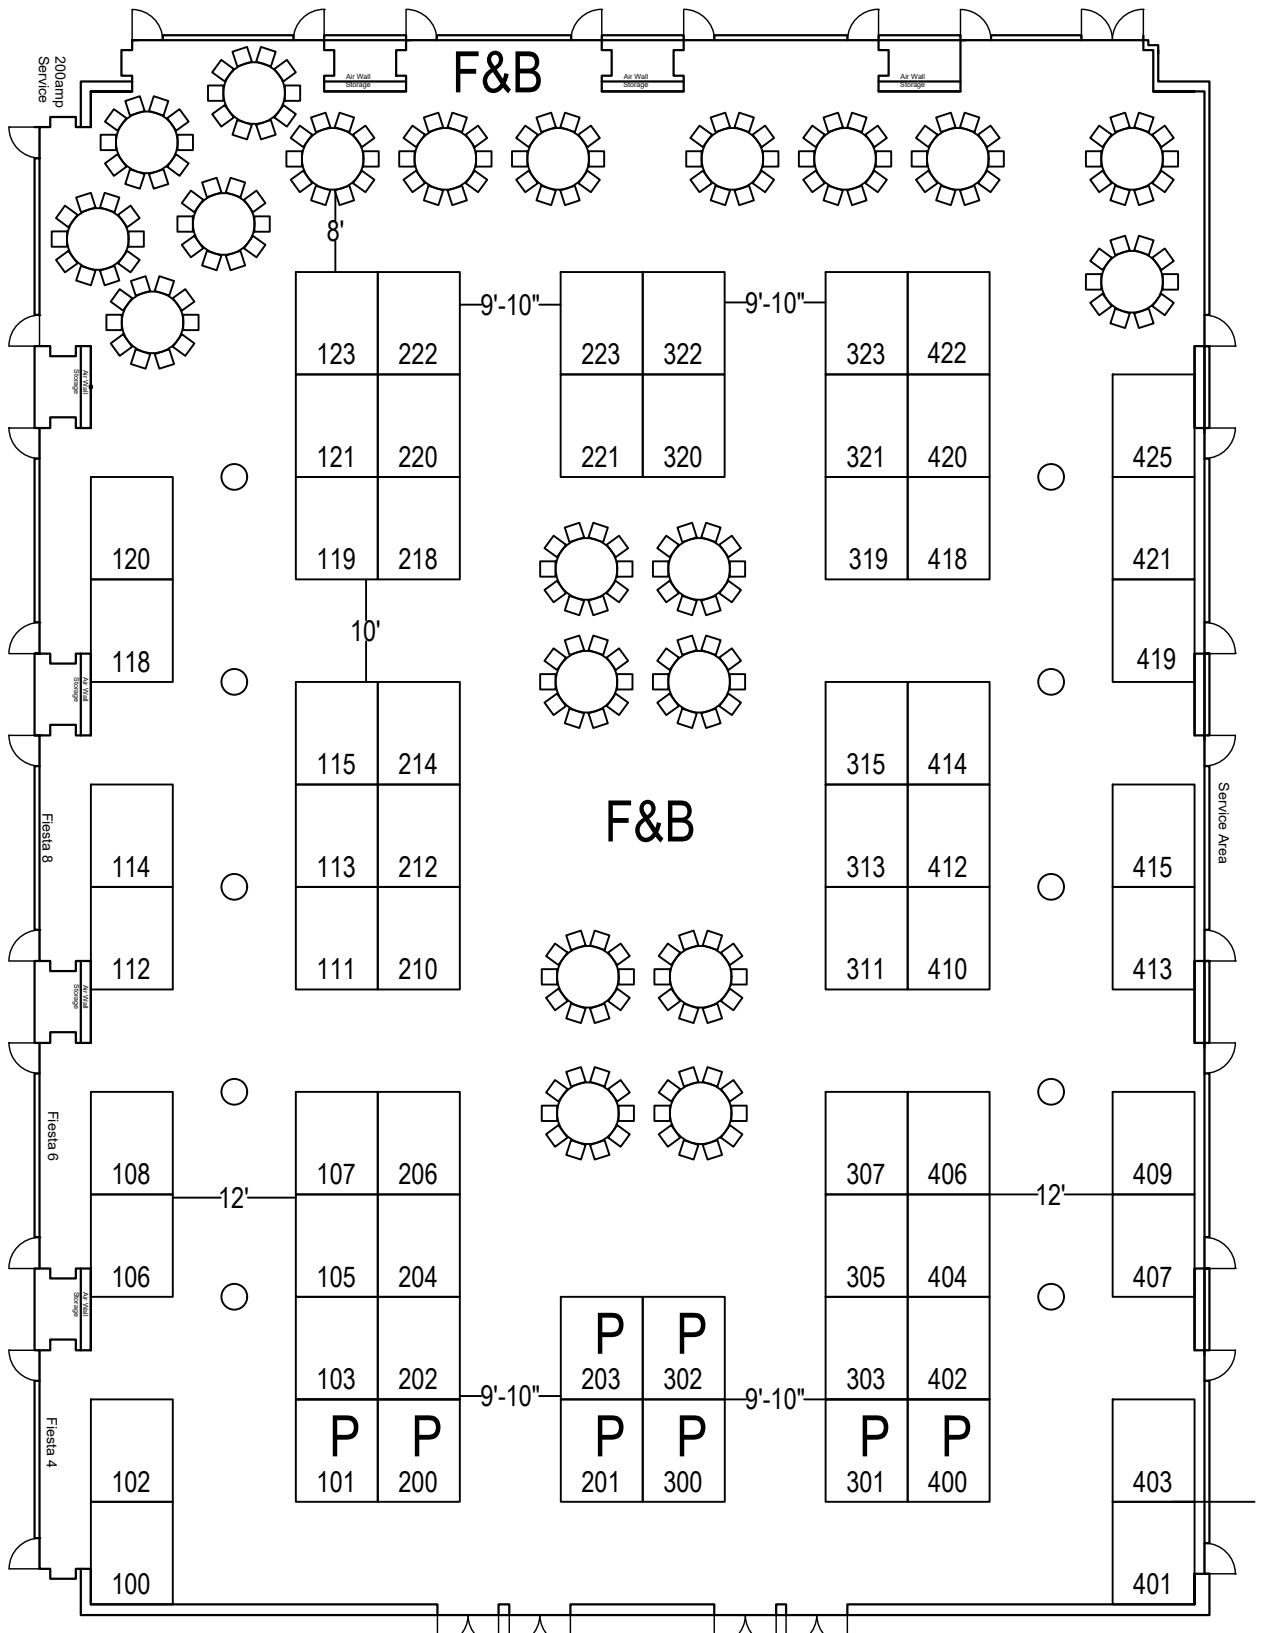 F&B
200amp
Service
Air Wall
Storage
Air Wall
Storage
Air Wall
Storage
8'
9'-10"
9'-10"
123 222 223 322 323 422
Air Wall
Storage
121 220 221 320 321 420 425
120 119 218 319 418 421
10'
118 419
Air Wall
Storage
115 214 315 414
Service Area
F&B
Fiesta 8
114 113 212 313 412 415
112 111 210 311 410 413
Air Wall
Storage
Fiesta 6
108 107 206 307 406 409
12'
12'
106 105 204 305 404 407
Air Wall
Storage
P P
103 202 203 302 303 402
9'-10"
9'-10"
Fiesta 4
P P P P P P
102 101 200 201 300 301 400 403
100 401